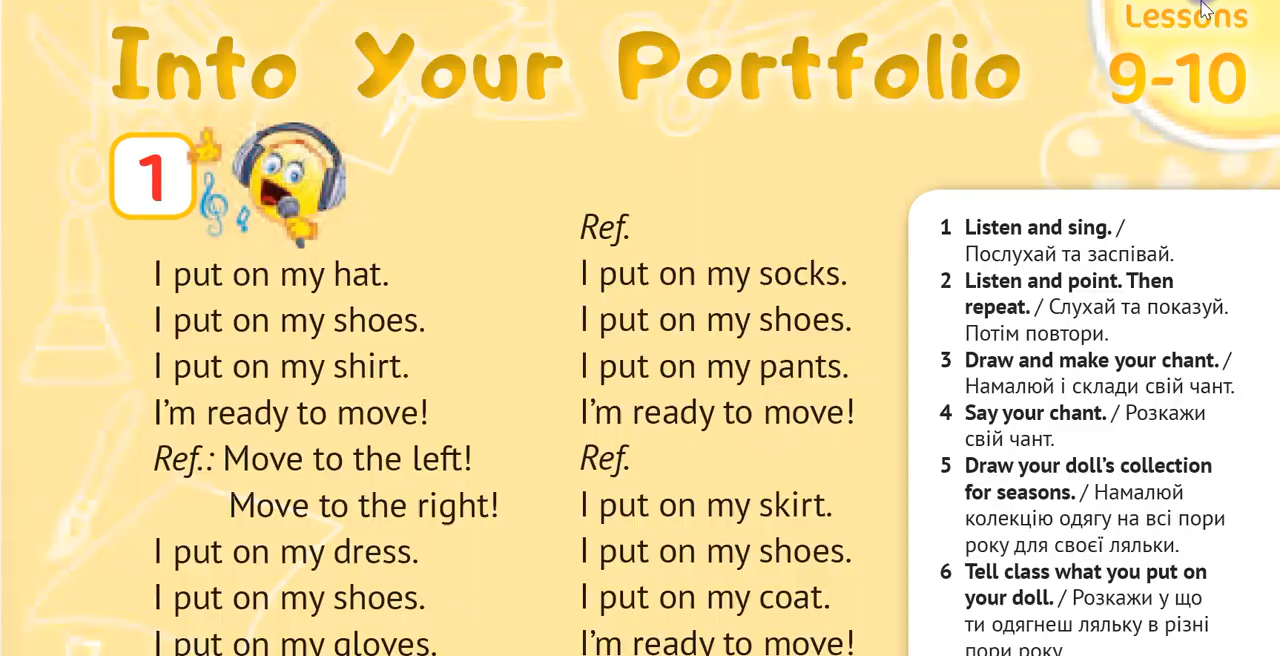 Into Your Portfolio
Lessons
9-10
1
I put on my hat.
I put on my shoes.
I put on my shirt.
I'm ready to move!
Ref.: Move to the left!
Move to the right!
I put on my dress.
I put on my shoes.
I put on my gloves.
Ref.
I put on my socks.
I put on my shoes.
I put on my pants.
I'm ready to move!
Ref.
I put on my skirt.
I put on my shoes.
I put on my coat.
I'm ready to move!
1 Listen and sing. /
Послухай та заспівай.
2 Listen and point. Then
repeat. / Слухай та показуй.
Потім повтори.
3 Draw and make your chant. /
Намалюй і склади свій чант.
4 Say your chant. / Розкажи
свій чант.
5 Draw your doll's collection
for seasons. / Намалюй
колекцію одягу на всі пори
року для своєї ляльки.
6 Tell class what you put on
your doll. / Розкажи у що
ти одягнеш ляльку в різні
пори року